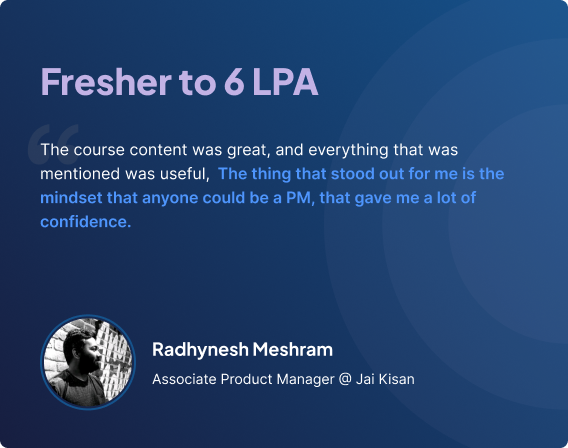 Fresher to 6 LPA
“
The course content was great, and everything that was
mentioned was useful, The thing that stood out for me is the
mindset that anyone could be a PM, that gave me a lot of
confidence.
Radhynesh Meshram
Associate Product Manager @ Jai Kisan